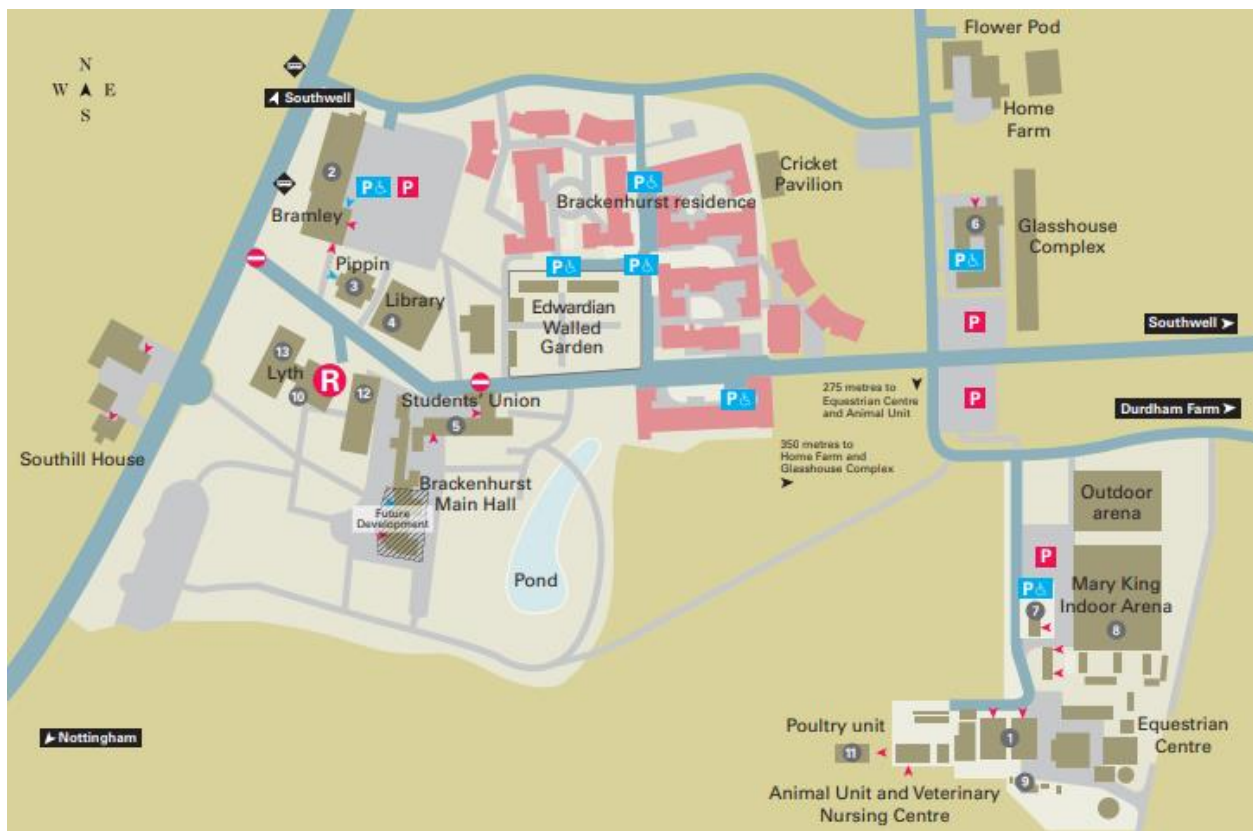 Flower Pod
N
W E
S
Southwell
Home
Farm
2
P
P
Cricket
Pavilion
P
Brackenhurst residence
Bramley
6
Glasshouse
Complex
P
Pippin
3
P
P
Library
4
Edwardian
Walled
Garden
P
Southwell
13
Lyth
R
10
12
Students' Union
5
P
275 metres to
Equestrian Centre
and Animal Unit
P
Durdham Farm
350 metres to
Home Farm and
Glasshouse Complex
Southill House
Brackenhurst
Main Hall
Future
Development
Outdoor
arena
Pond
P
P
7
Mary King
Indoor Arena
8
Nottingham
Poultry unit
11
1
Equestrian
Centre
9
Animal Unit and Veterinary
Nursing Centre